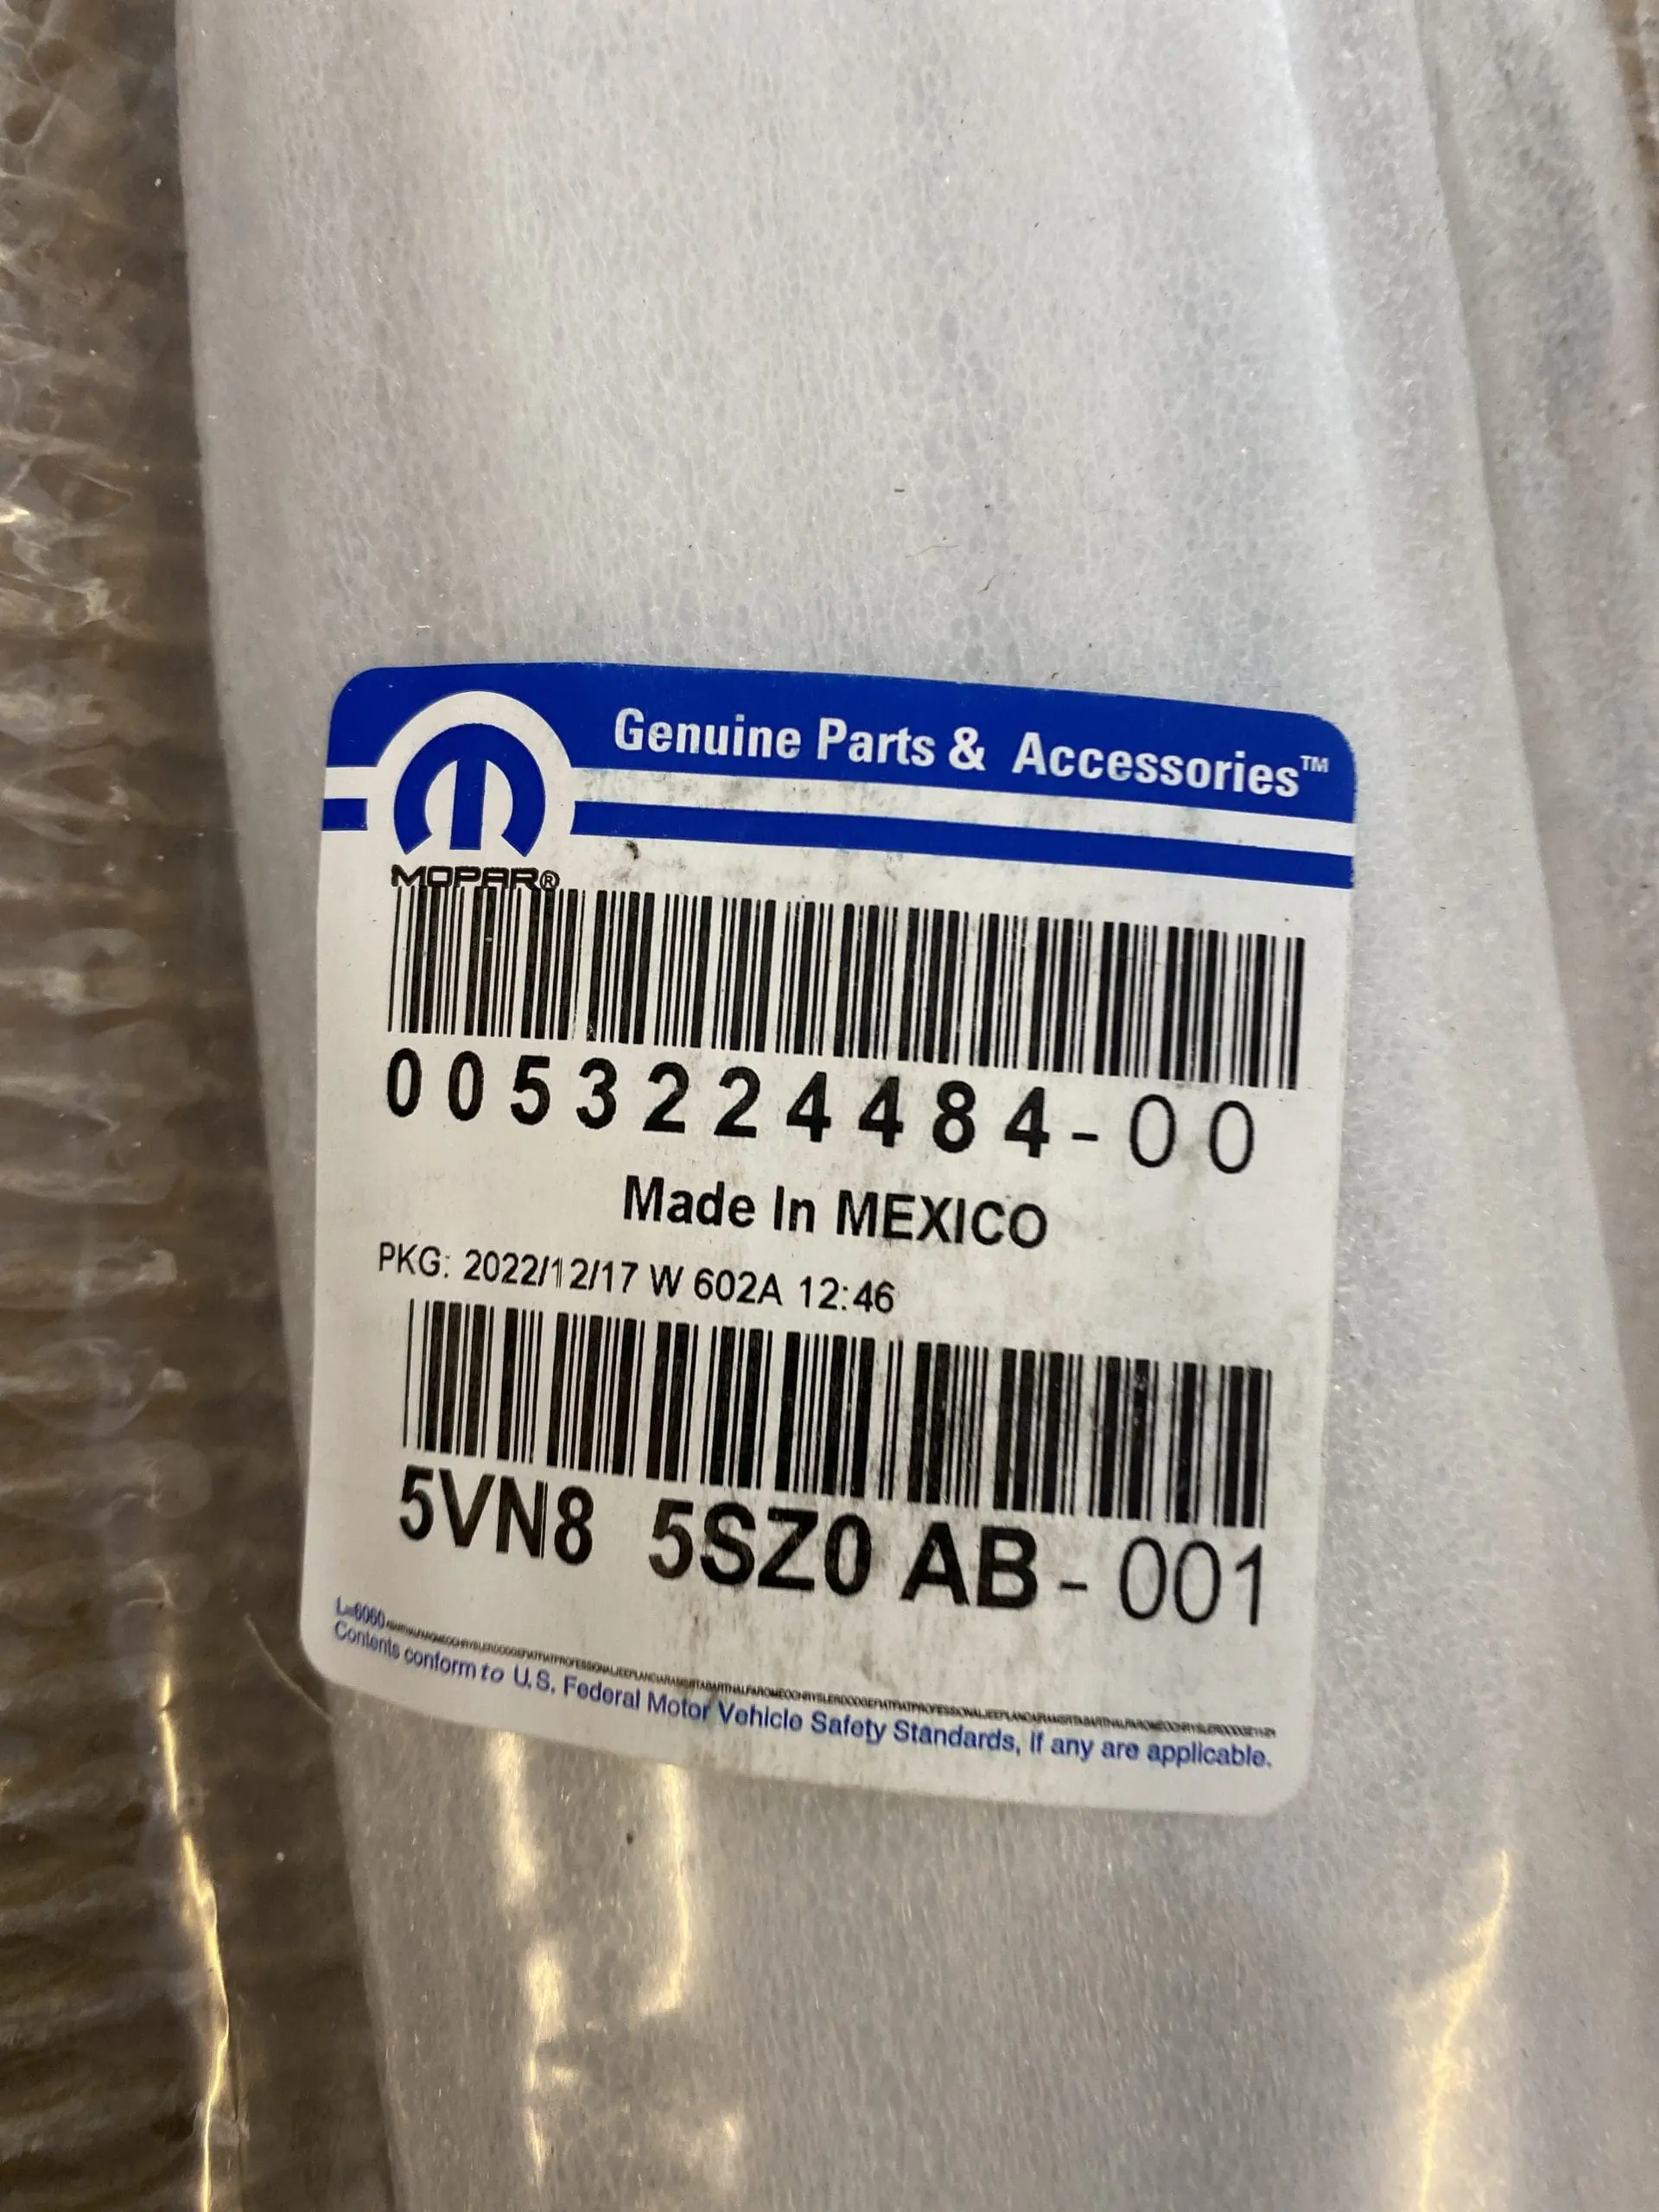 Genuine Parts & Accessories™
MOPAR®
0053224484-00
Made In MEXICO
PKG: 2022/12/17 W 602A 12:46
5VN8 5SZ0 AB-001
L=6060
Contents conform to U.S. Federal Motor Vehicle Safety Standards, if any are applicable.